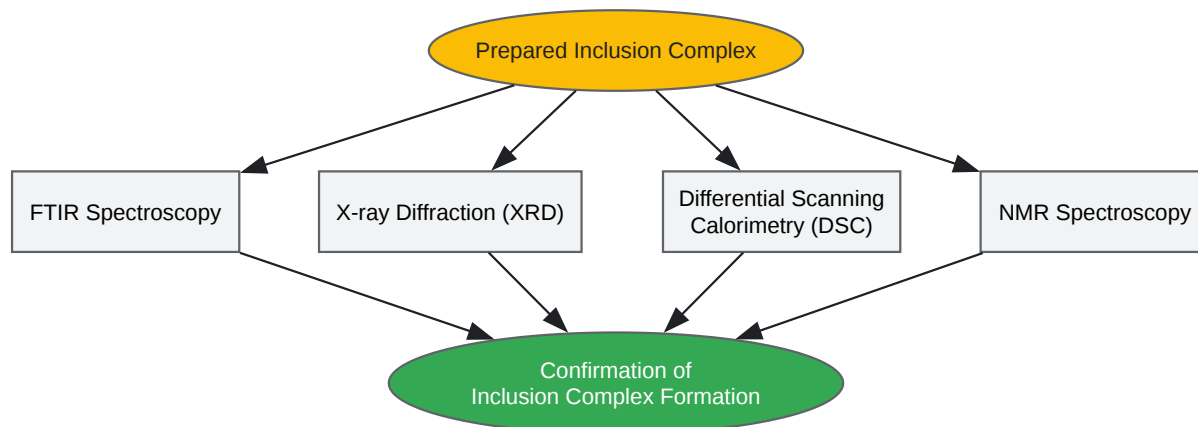 Prepared Inclusion Complex
FTIR Spectroscopy
X-ray Diffraction (XRD)
Differential Scanning
Calorimetry (DSC)
NMR Spectroscopy
Confirmation of
Inclusion Complex Formation